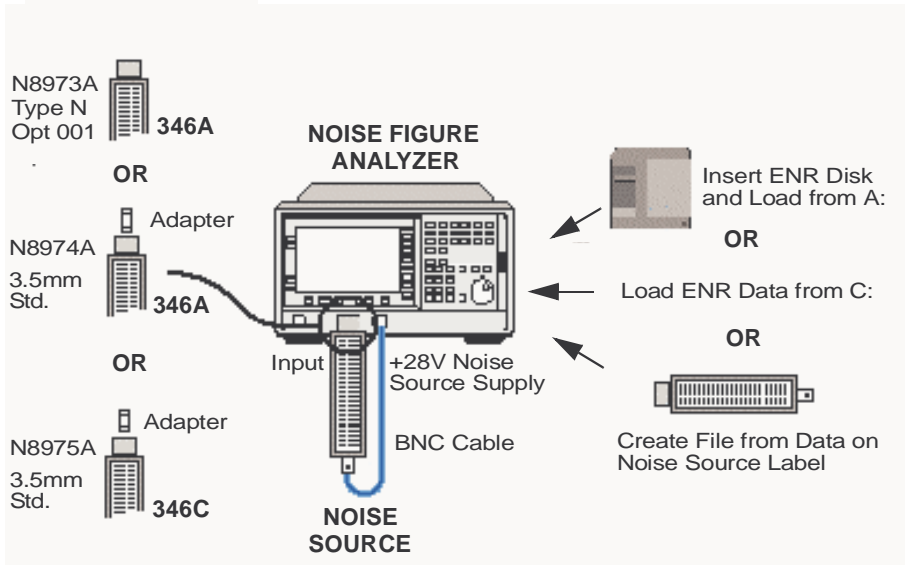 N8973A
Type N
Opt 001
346A
OR
Adapter
N8974A
3.5mm
Std.
346A
OR
Adapter
N8975A
3.5mm
Std.
346C
NOISE FIGURE
ANALYZER
Input
+28V Noise
Source Supply
BNC Cable
NOISE
SOURCE
Insert ENR Disk
and Load from A:
OR
Load ENR Data from C:
OR
Create File from Data on
Noise Source Label